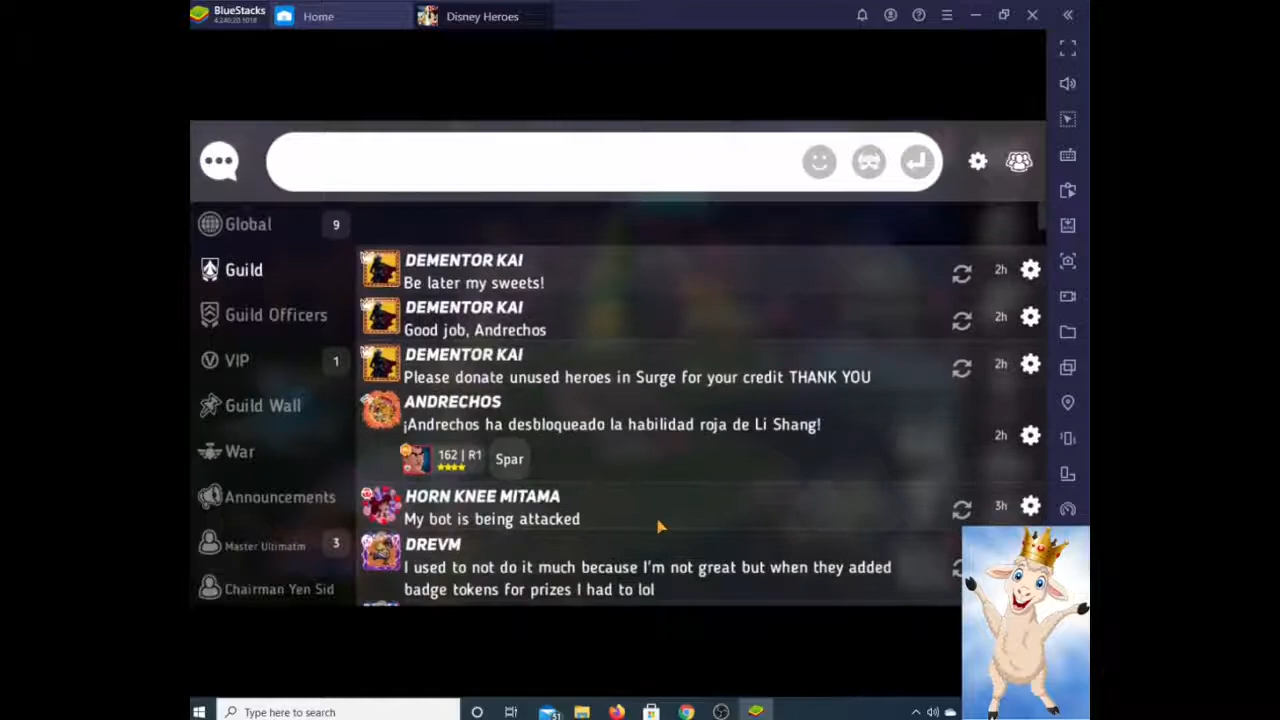 BlueStacks
4.240.20.1016
Home
Disney Heroes
Global
9
Guild
Guild Officers
VIP
1
Guild Wall
War
Announcements
Master Ultimatm
3
Chairman Yen Sid
DEMENTOR KAI
Be later my sweets!
2h
DEMENTOR KAI
Good job, Andrechos
2h
DEMENTOR KAI
Please donate unused heroes in Surge for your credit THANK YOU
2h
ANDRECHOS
¡Andrechos ha desbloqueado la habilidad roja de Li Shang!
2h
162 | R1
Spar
HORN KNEE MITAMA
My bot is being attacked
3h
DREVM
I used to not do it much because I'm not great but when they added
badge tokens for prizes I had to lol
Type here to search
51